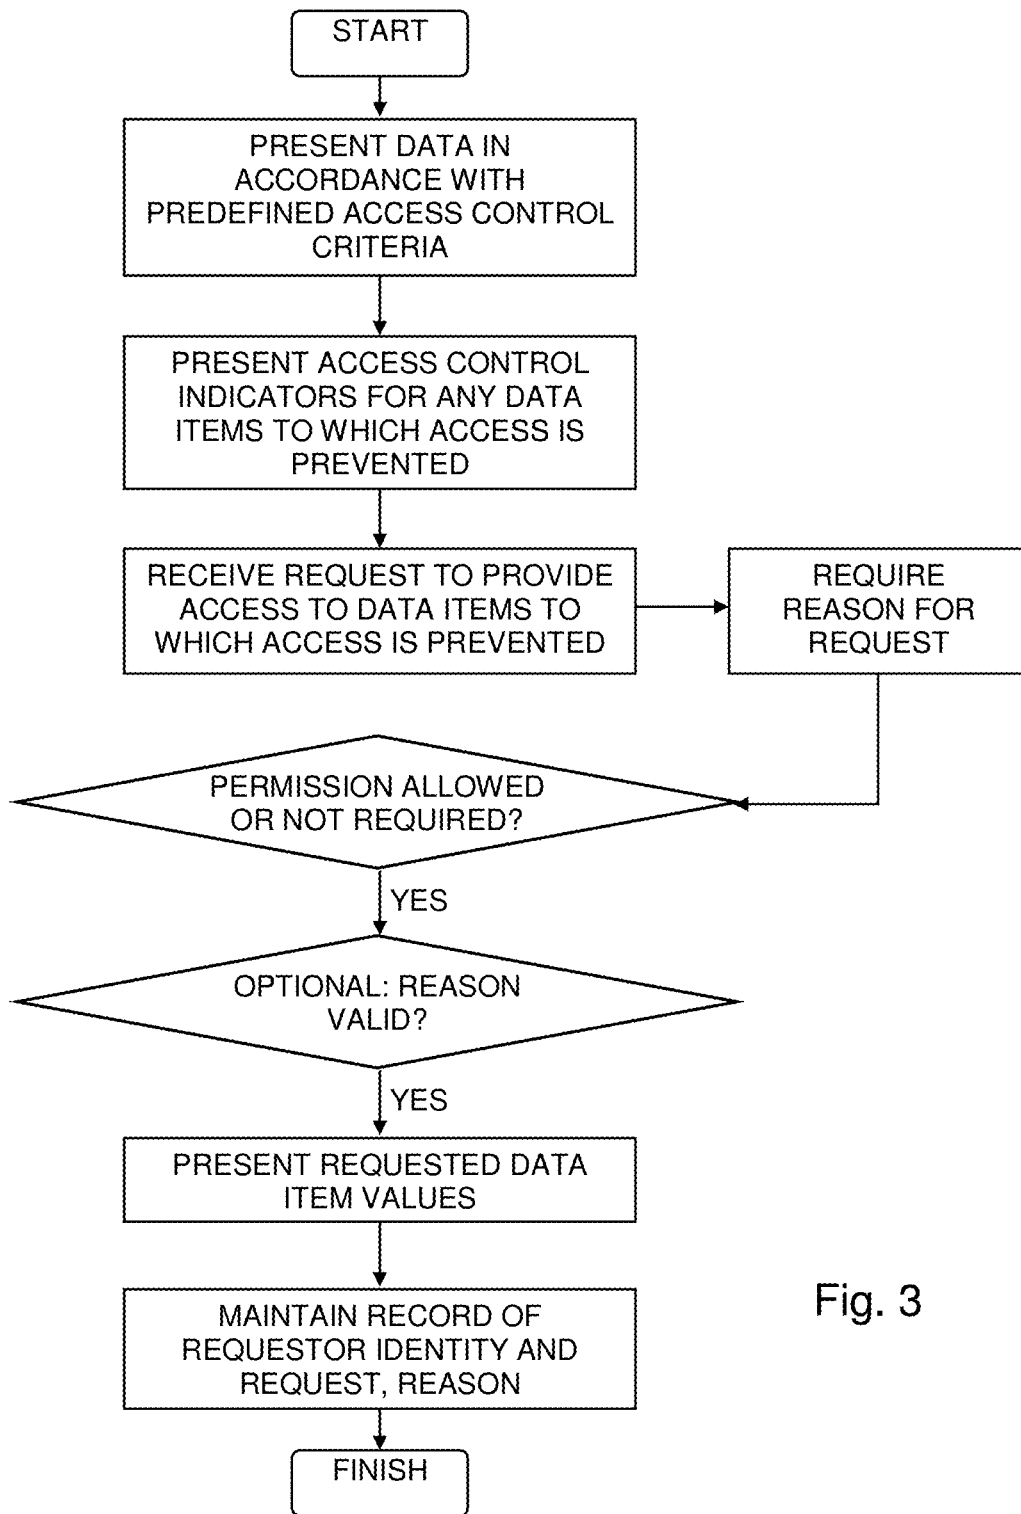 START
PRESENT DATA IN
ACCORDANCE WITH
PREDEFINED ACCESS CONTROL
CRITERIA
PRESENT ACCESS CONTROL
INDICATORS FOR ANY DATA
ITEMS TO WHICH ACCESS IS
PREVENTED
RECEIVE REQUEST TO PROVIDE
ACCESS TO DATA ITEMS TO
WHICH ACCESS IS PREVENTED
REQUIRE
REASON FOR
REQUEST
PERMISSION ALLOWED
OR NOT REQUIRED?
YES
OPTIONAL: REASON
VALID?
YES
PRESENT REQUESTED DATA
ITEM VALUES
MAINTAIN RECORD OF
REQUESTOR IDENTITY AND
REQUEST, REASON
FINISH
Fig. 3